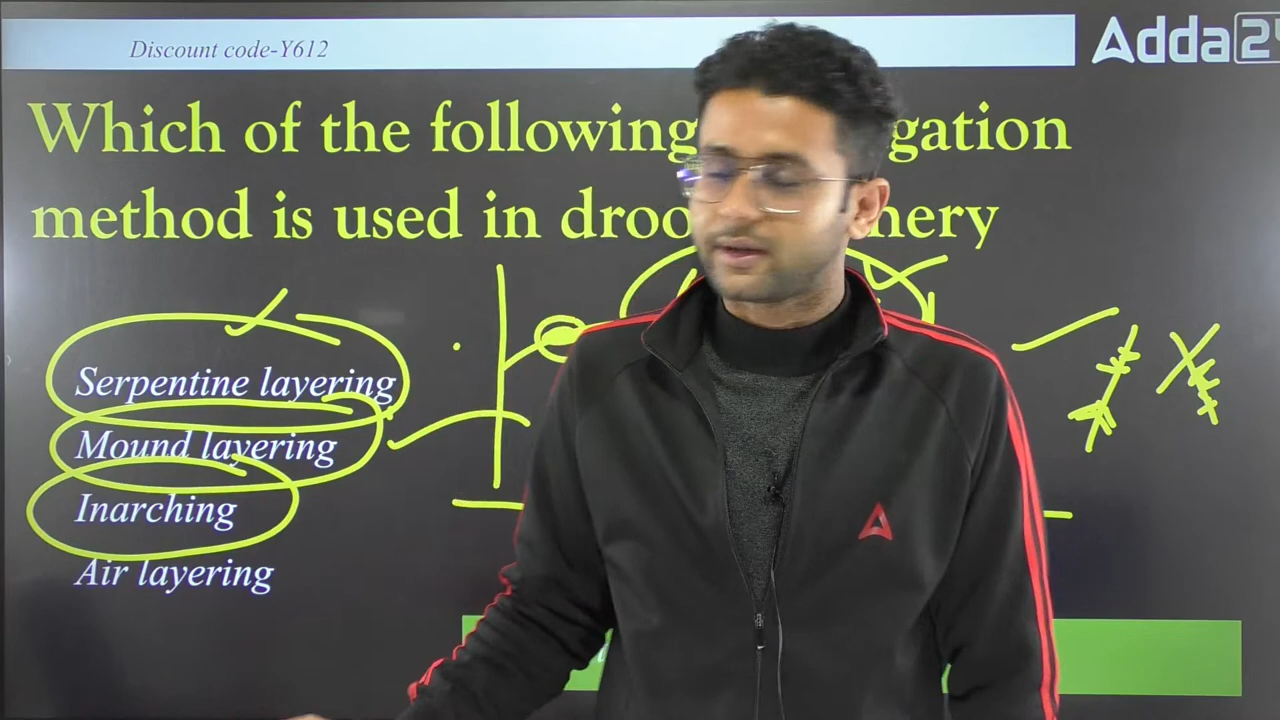 Discount code-Y612
Adda2
Which of the following gation
method is used in droo nery
Serpentine layering
Mound layering
Inarching
Air layering